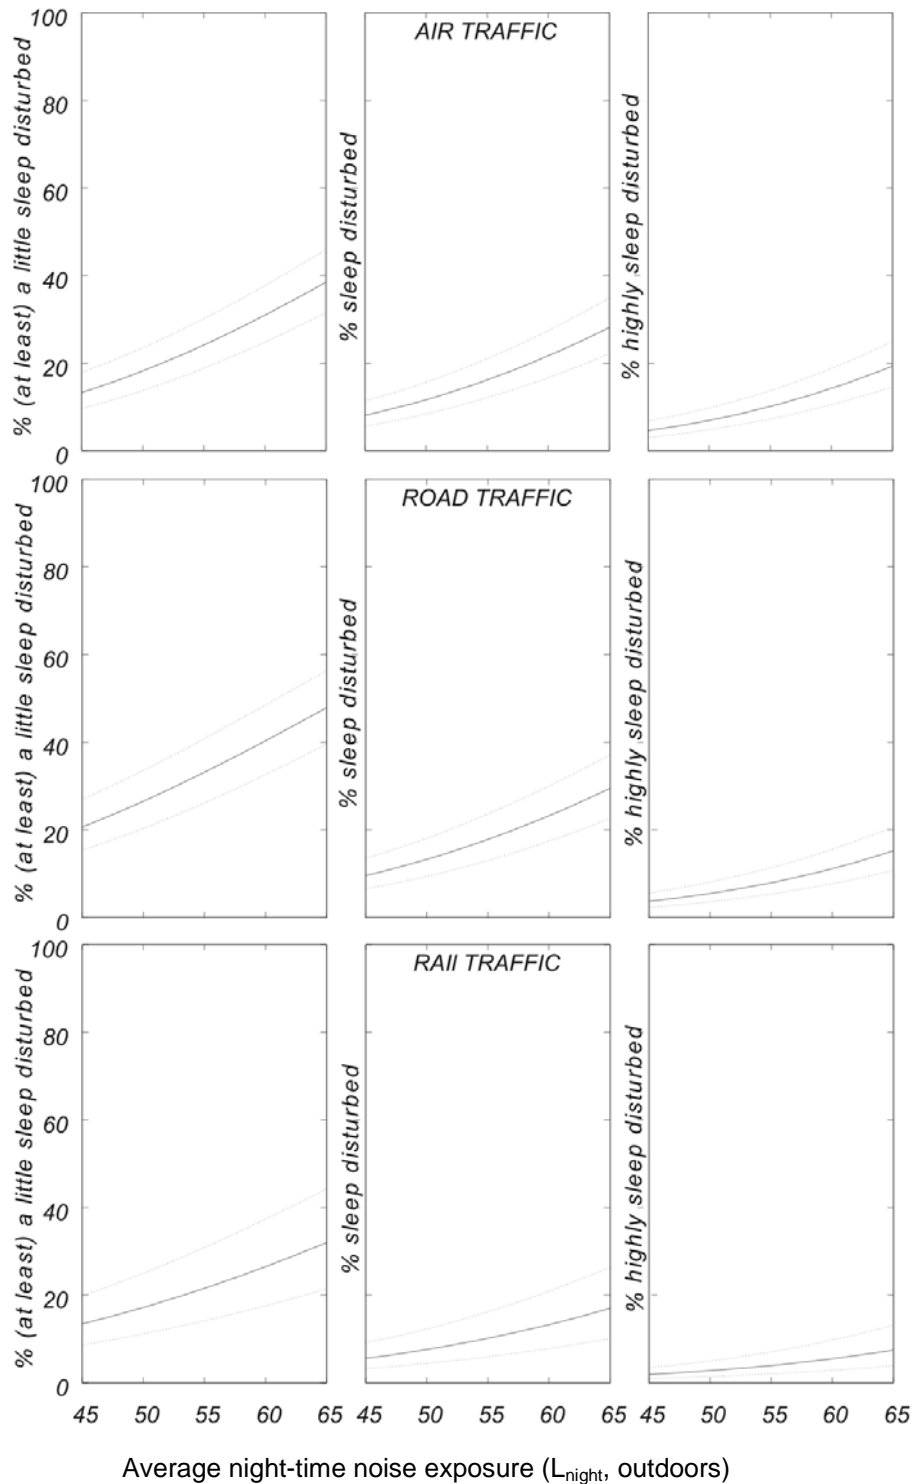 % (at least) a little sleep disturbed
100
80
60
40
20
0
AIR TRAFFIC
% sleep disturbed
% highly sleep disturbed
% (at least) a little sleep disturbed
100
80
60
40
20
0
ROAD TRAFFIC
% sleep disturbed
% highly sleep disturbed
% (at least) a little sleep disturbed
100
80
60
40
20
0
RAIl TRAFFIC
% sleep disturbed
% highly sleep disturbed
45 50 55 60 65 45 50 55 60 65 45 50 55 60 65
Average night-time noise exposure (Lnight, outdoors)